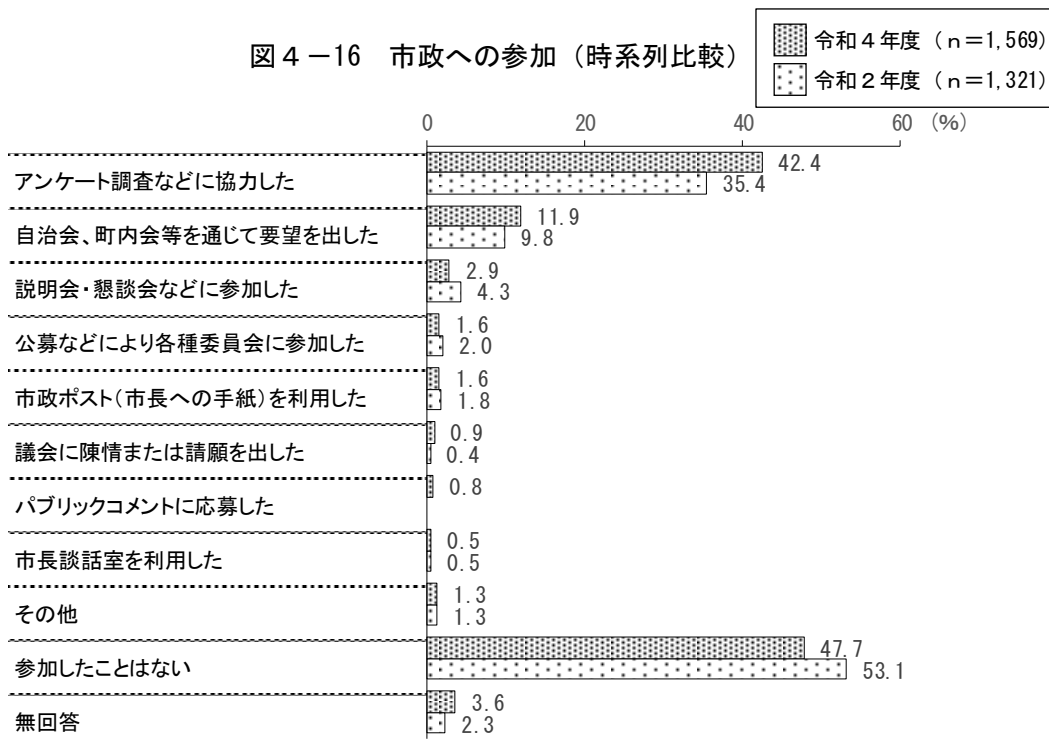 図４－16　市政への参加（時系列比較）
令和４年度（ｎ＝1,569）
令和２年度（ｎ＝1,321）
0 20 40 60 (%)
アンケート調査などに協力した 42.4 35.4
自治会、町内会等を通じて要望を出した 11.9 9.8
説明会・懇談会などに参加した 2.9 4.3
公募などにより各種委員会に参加した 1.6 2.0
市政ポスト（市長への手紙）を利用した 1.6 1.8
議会に陳情または請願を出した 0.9 0.4
パブリックコメントに応募した 0.8
市長談話室を利用した 0.5 0.5
その他 1.3 1.3
参加したことはない 47.7 53.1
無回答 3.6 2.3